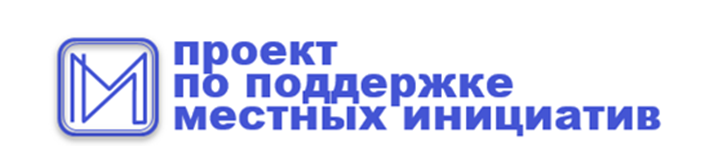 проект
по поддержке
местных инициатив